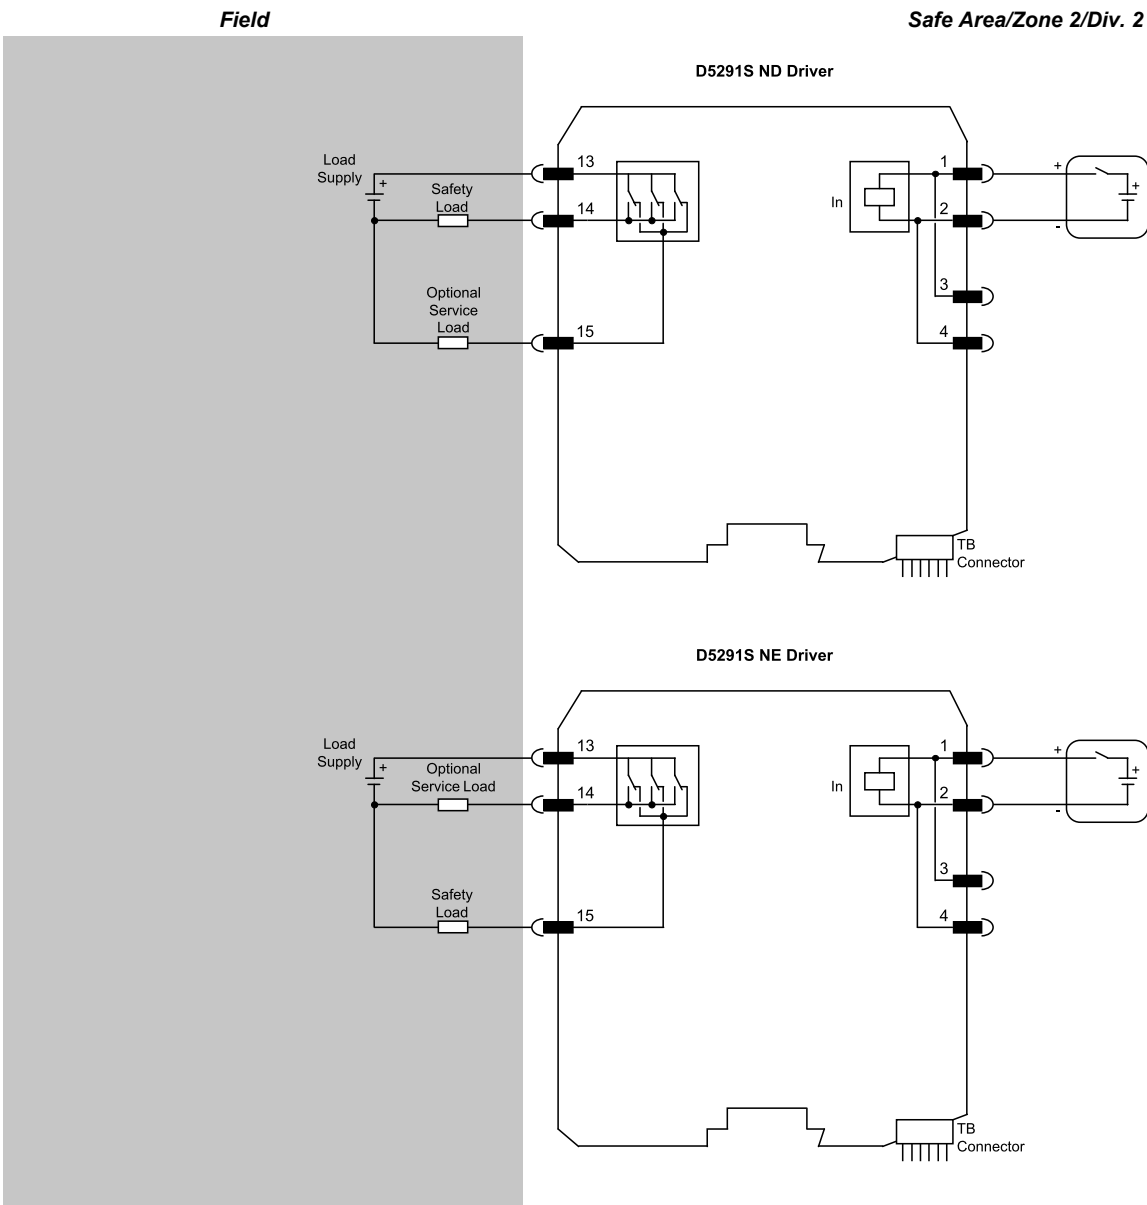 Field
Safe Area/Zone 2/Div. 2
D5291S ND Driver
Load
Supply
+
Safety
Load
Optional
Service
Load
13
14
15
In
1
2
3
4
+
-
+
TB
Connector
D5291S NE Driver
Load
Supply
+
Optional
Service Load
Safety
Load
13
14
15
In
1
2
3
4
+
-
+
TB
Connector